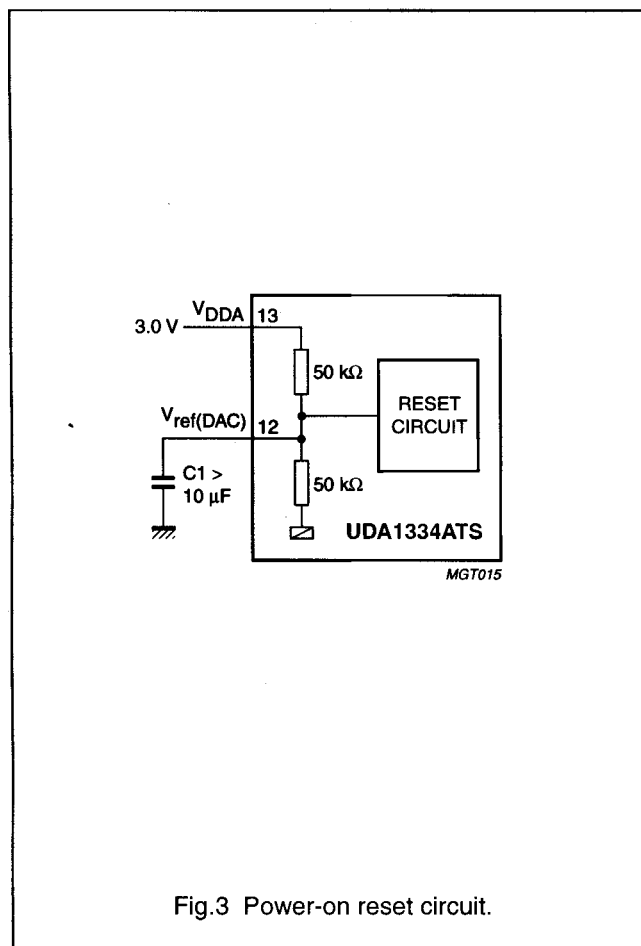 3.0 V
VDDA
13
50 kΩ
RESET
CIRCUIT
Vref(DAC)
12
C1 >
10 μF
50 kΩ
UDA1334ATS
MGT015
Fig.3 Power-on reset circuit.